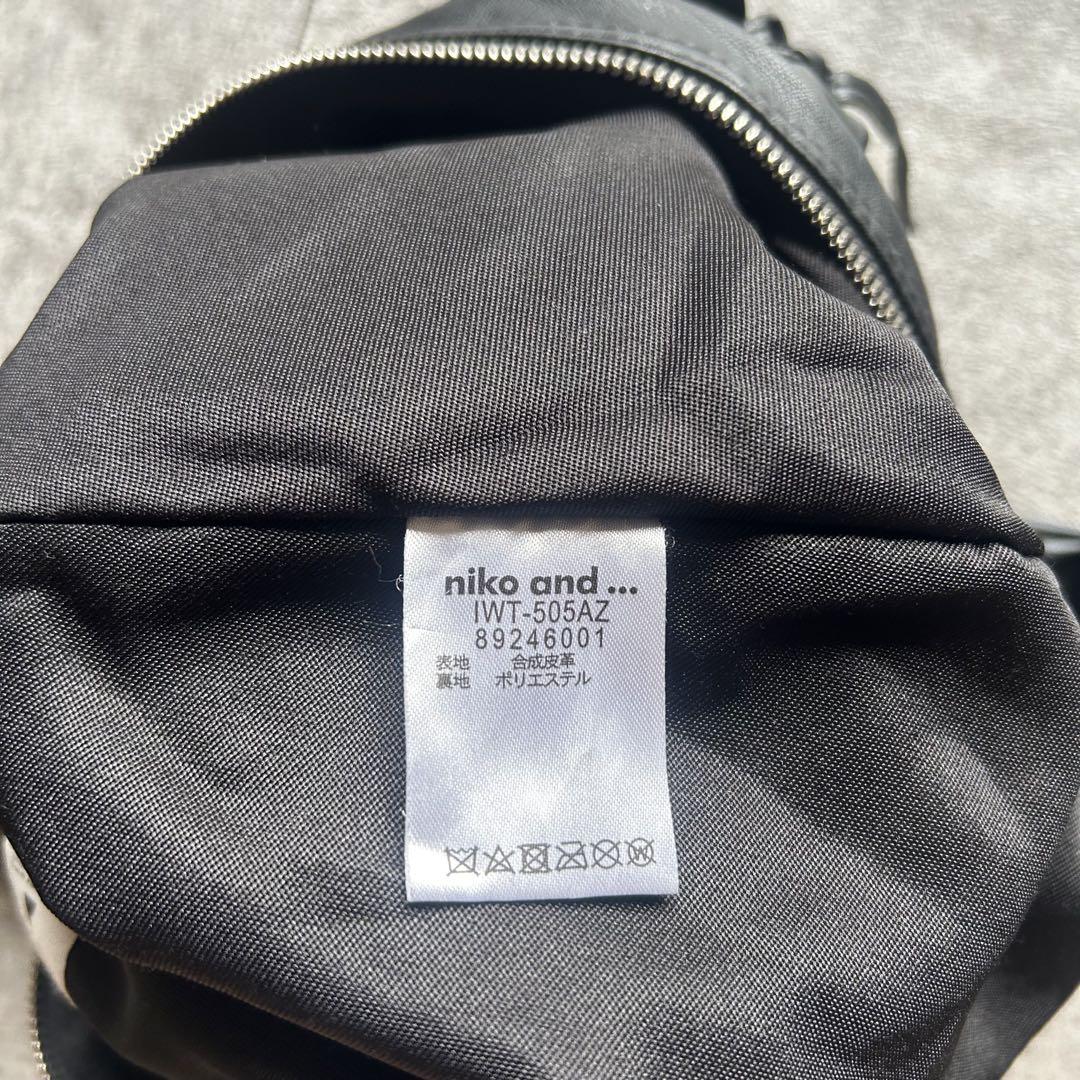 niko and ...
IWT-505AZ
89246001
表地 合成皮革
裏地 ポリエステル